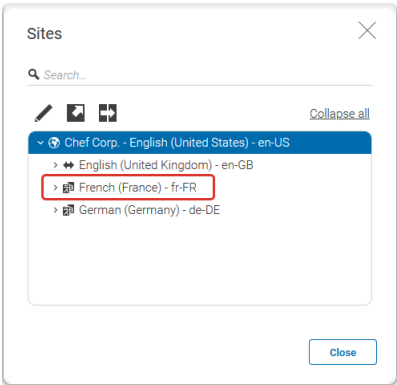 Sites
Search...
Collapse all
Chef Corp. - English (United States) - en-US
English (United Kingdom) - en-GB
French (France) - fr-FR
German (Germany) - de-DE
Close